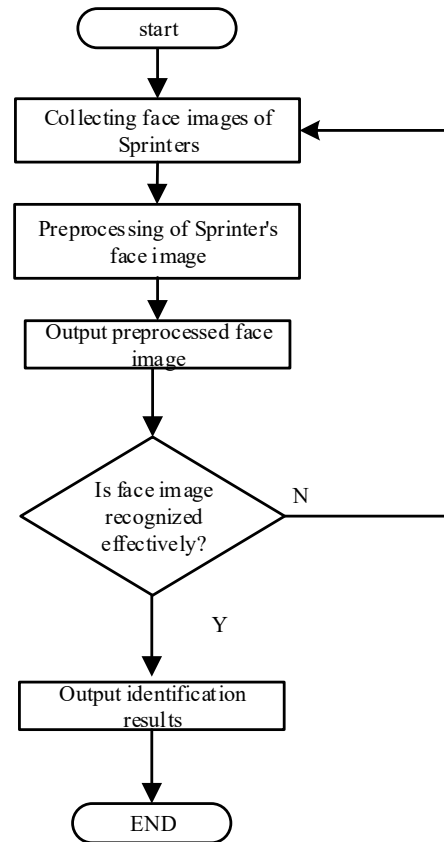 start
Collecting face images of
Sprinters
Preprocessing of Sprinter's
face image
Output preprocessed face
image
Is face image
recognized
effectively?
N
Y
Output identification
results
END